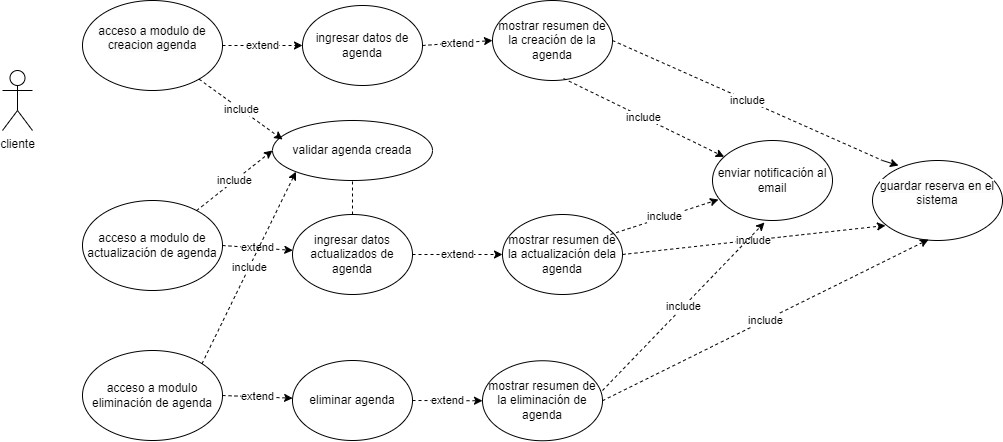 acceso a modulo de
creacion agenda
extend
ingresar datos de
agenda
extend
mostrar resumen de
la creación de la
agenda
include
include
include
cliente
validar agenda creada
include
enviar notificación al
email
guardar reserva en el
sistema
acceso a modulo de
actualización de agenda
extend
include
ingresar datos
actualizados de
agenda
extend
mostrar resumen de
la actualización dela
agenda
include
include
include
include
acceso a modulo
eliminación de agenda
extend
eliminar agenda
extend
mostrar resumen de
la eliminación de
agenda